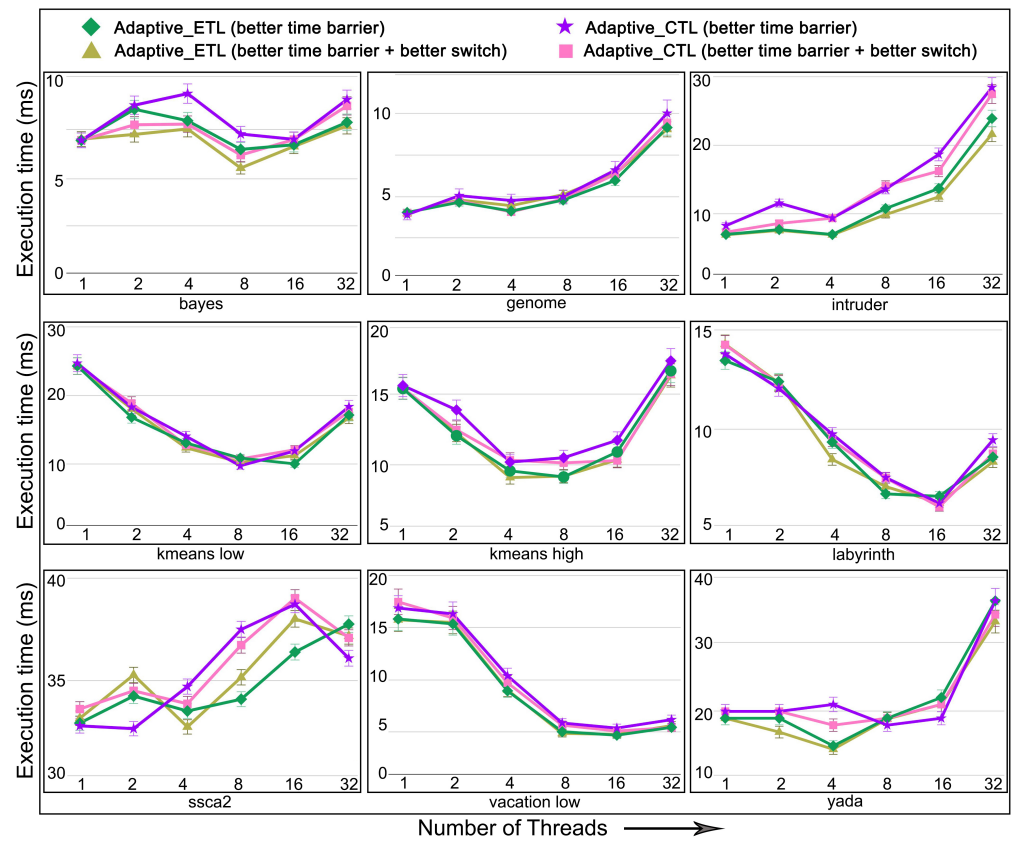 Adaptive_ETL (better time barrier)
Adaptive_CTL (better time barrier)
Adaptive_ETL (better time barrier + better switch)
Adaptive_CTL (better time barrier + better switch)
Execution time (ms)
10
5
0
1 2 4 8 16 32
bayes
10
5
0
1 2 4 8 16 32
genome
30
20
10
0
1 2 4 8 16 32
intruder
Execution time (ms)
30
20
10
0
1 2 4 8 16 32
kmeans low
20
15
10
5
1 2 4 8 16 32
kmeans high
15
10
5
1 2 4 8 16 32
labyrinth
Execution time (ms)
40
35
30
1 2 4 8 16 32
ssca2
20
15
10
5
0
1 2 4 8 16 32
vacation low
40
30
20
10
1 2 4 8 16 32
yada
Number of Threads